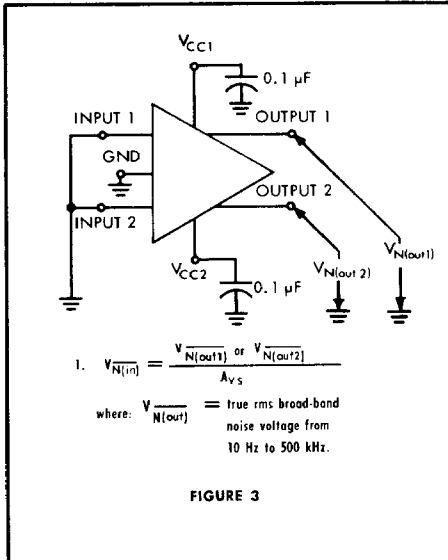 VCC1
0.1 µF
INPUT 1
OUTPUT 1
GND
OUTPUT 2
INPUT 2
VN(out1)
VN(out 2)
VCC2
0.1 µF
1. VN(in) = VN(out1) or VN(out2) / AVS
where: VN(out) = true rms broad-band
noise voltage from
10 Hz to 500 kHz.
FIGURE 3